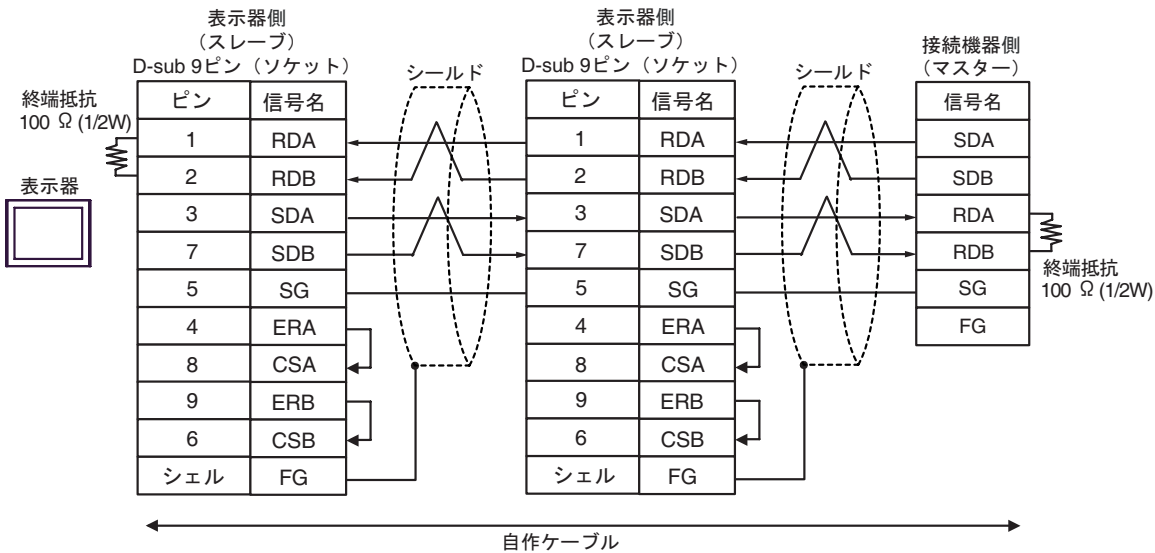 表示器側
(スレーブ)
D-sub 9ピン(ソケット)
表示器側
(スレーブ)
D-sub 9ピン(ソケット)
接続機器側
(マスター)
シールド
シールド
終端抵抗
100 Ω (1/2W)
表示器
ピン 信号名
1 RDA
2 RDB
3 SDA
7 SDB
5 SG
4 ERA
8 CSA
9 ERB
6 CSB
シェル FG
ピン 信号名
1 RDA
2 RDB
3 SDA
7 SDB
5 SG
4 ERA
8 CSA
9 ERB
6 CSB
シェル FG
信号名
SDA
SDB
RDA
RDB
SG
FG
終端抵抗
100 Ω (1/2W)
自作ケーブル